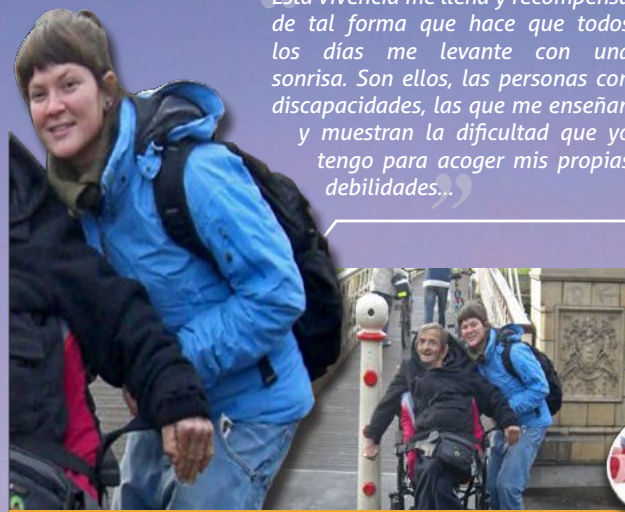 Esta vivencia me llena y recompensa
de tal forma que hace que todos
los días me levante con una
sonrisa. Son ellos, las personas con
discapacidades, las que me enseñan
y muestran la dificultad que yo
tengo para acoger mis propias
debilidades...”